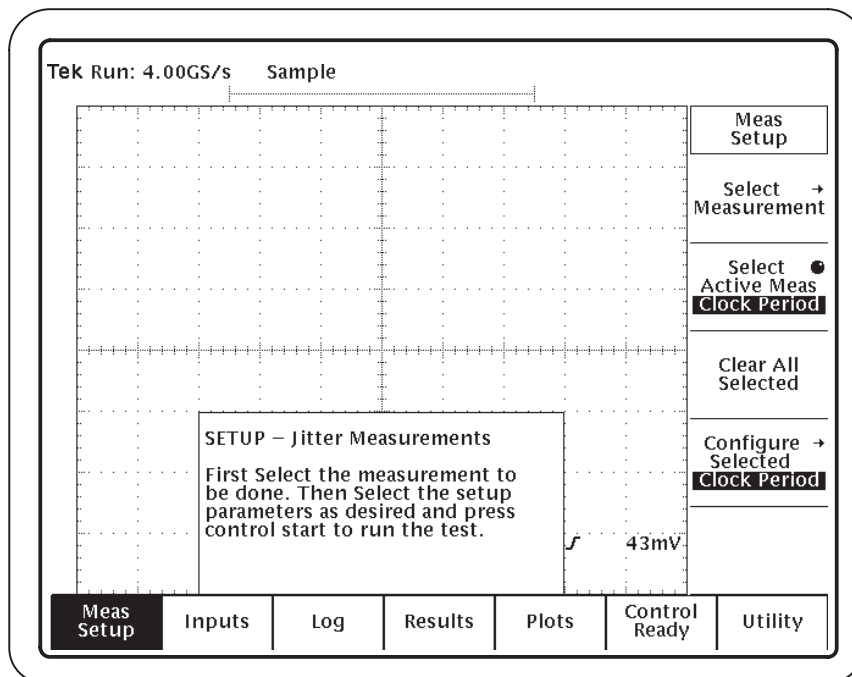 Tek Run: 4.00GS/s Sample
Meas
Setup
Select →
Measurement
Select
Active Meas
Clock Period
Clear All
Selected
Configure →
Selected
Clock Period
SETUP – Jitter Measurements
First Select the measurement to
be done. Then Select the setup
parameters as desired and press
control start to run the test.
43mV
Meas
Setup
Inputs
Log
Results
Plots
Control
Ready
Utility